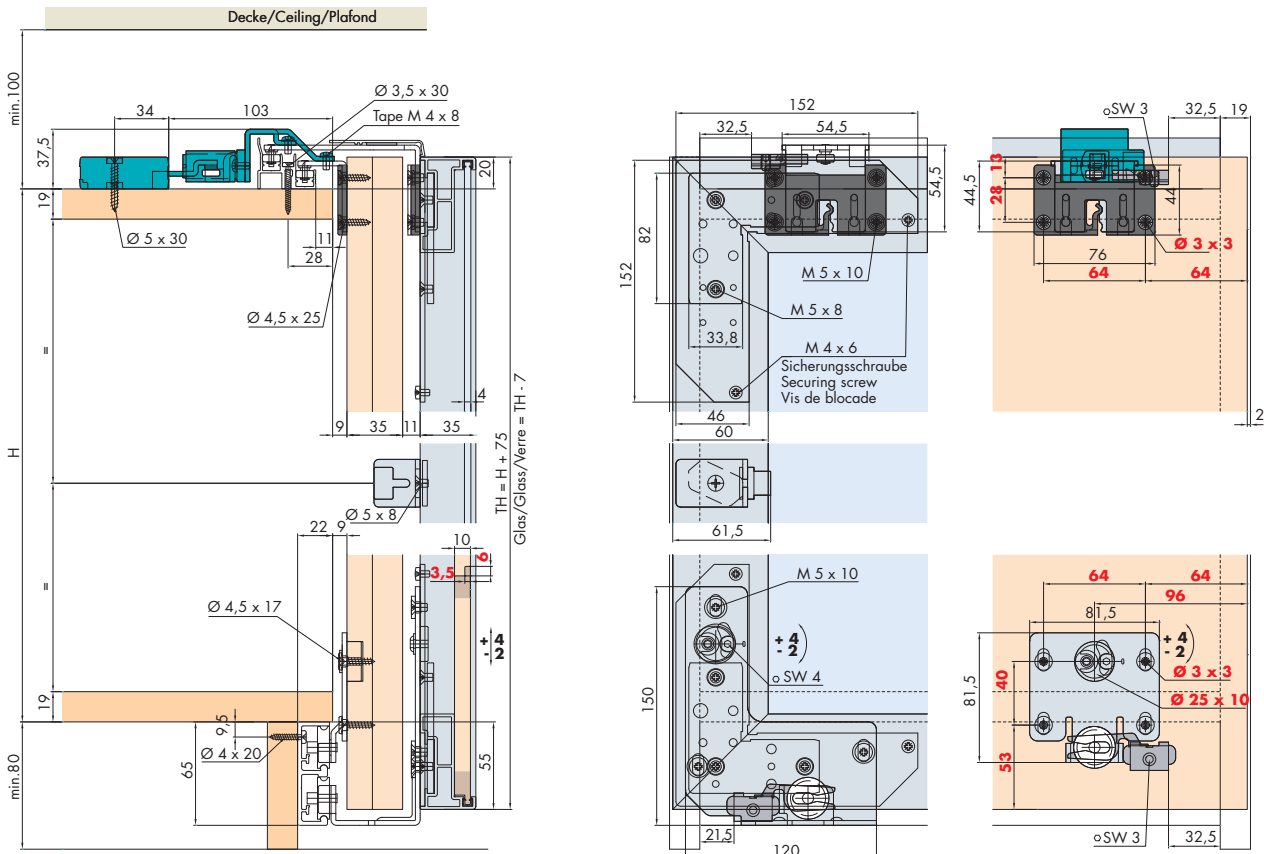 Decke/Ceiling/Plafond
min.100
37,5
34
103
Ø 3,5 x 30
Tape M 4 x 8
20
19
Ø 5 x 30
11
28
Ø 4,5 x 25
=
H
4
9
35
11
35
TH = H + 75
Glas/Glass/Verre = TH - 7
Ø 5 x 8
22
9
10
6
3,5
Ø 4,5 x 17
+ 4
- 2
=
19
9,5
Ø 4 x 20
65
55
min.80
152
32,5
54,5
54,5
82
152
M 5 x 10
M 5 x 8
33,8
M 4 x 6
Sicherungsschraube
Securing screw
Vis de blocade
46
60
61,5
M 5 x 10
+ 4
- 2
SW 4
150
21,5
120
SW 3
32,5
19
13
44,5
28
44
Ø 3 x 3
76
64
64
2
64
64
96
81,5
+ 4
- 2
81,5
40
Ø 3 x 3
Ø 25 x 10
53
SW 3
32,5